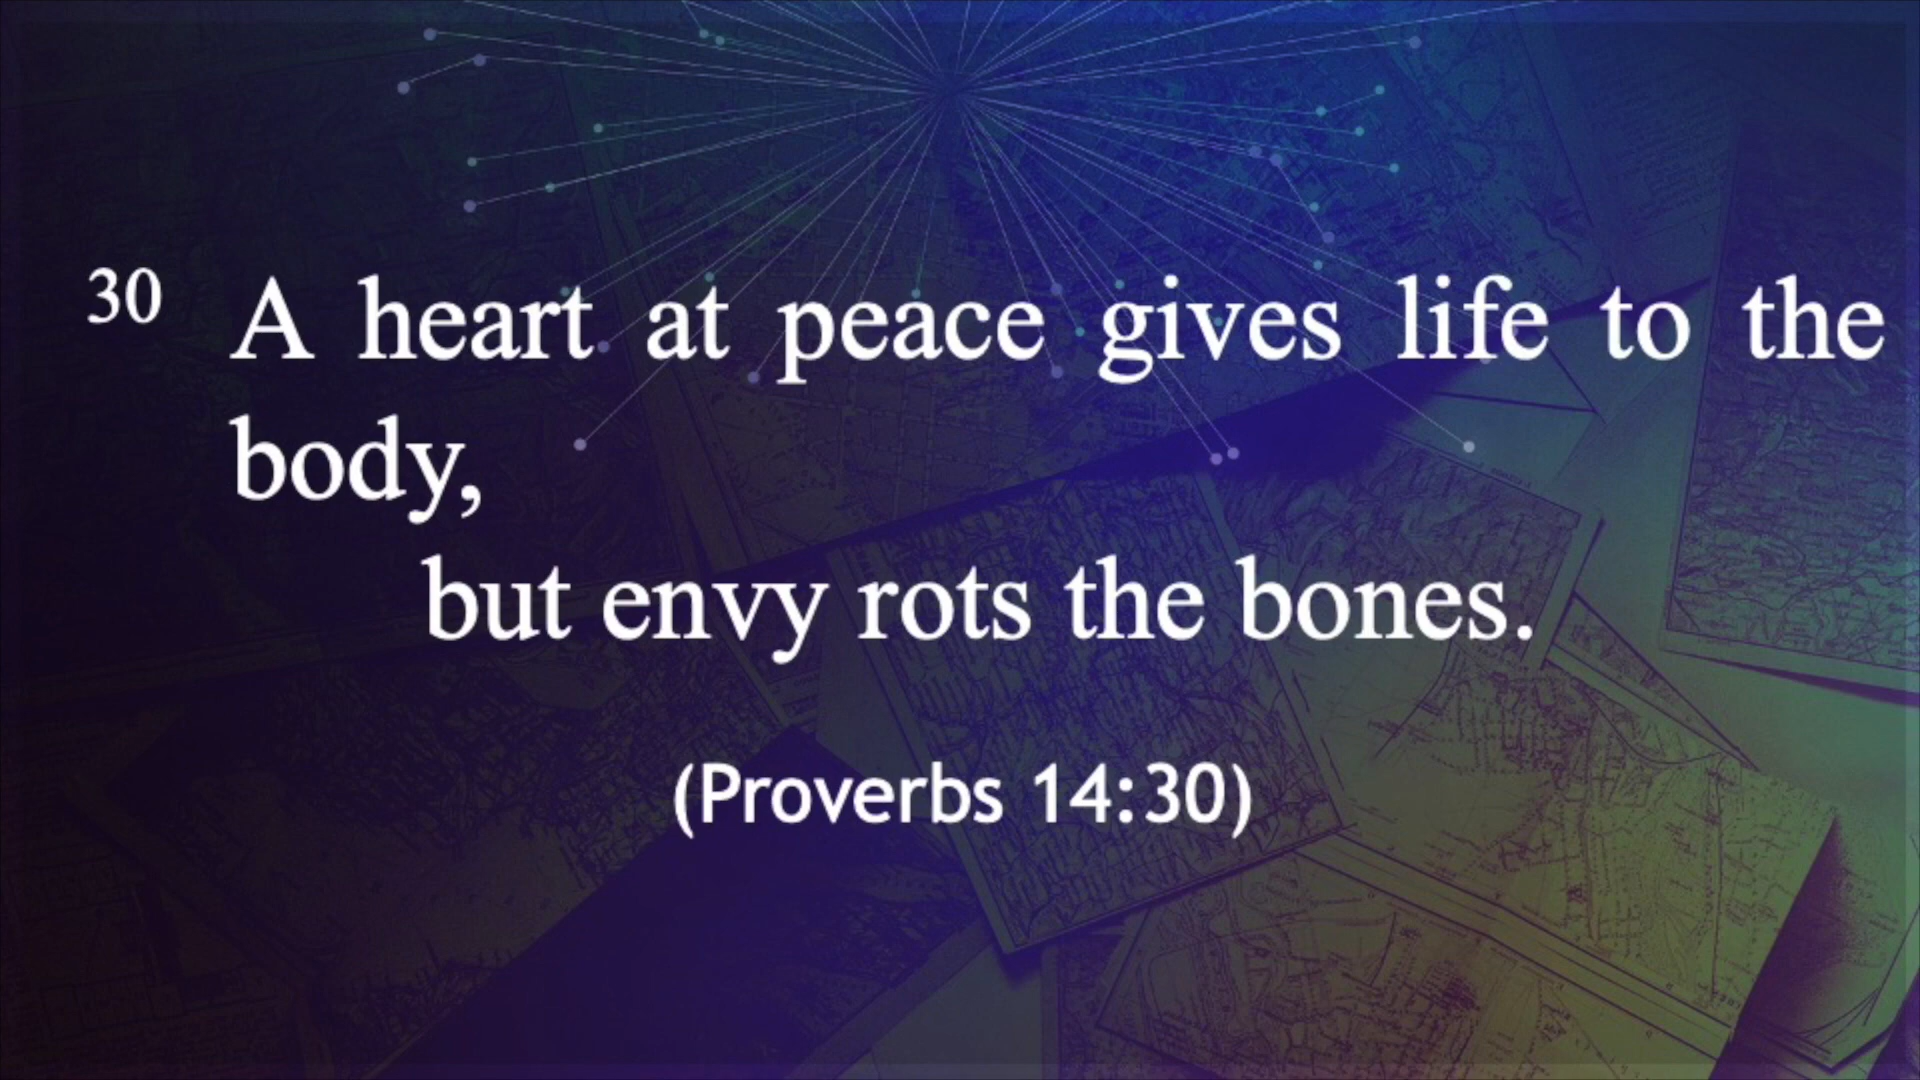 30 A heart at peace gives life to the
body,
but envy rots the bones.
(Proverbs 14:30)